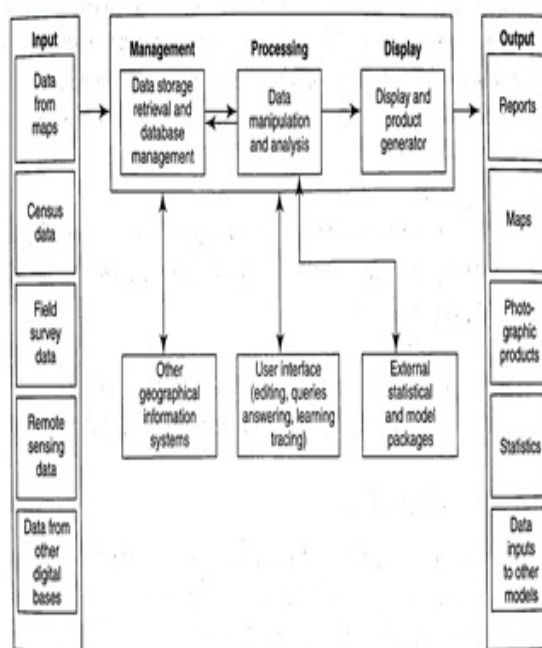 Input
Data
from
maps
Census
data
Field
survey
data
Remote
sensing
data
Data from
other
digital
bases
Management
Data storage
retrieval and
database
management
Processing
Data
manipulation
and analysis
Display
Display and
product
generator
Other
geographical
information
systems
User interface
(editing, queries
answering, learning
tracing)
External
statistical
and model
packages
Output
Reports
Maps
Photo-
graphic
products
Statistics
Data
inputs
to other
models